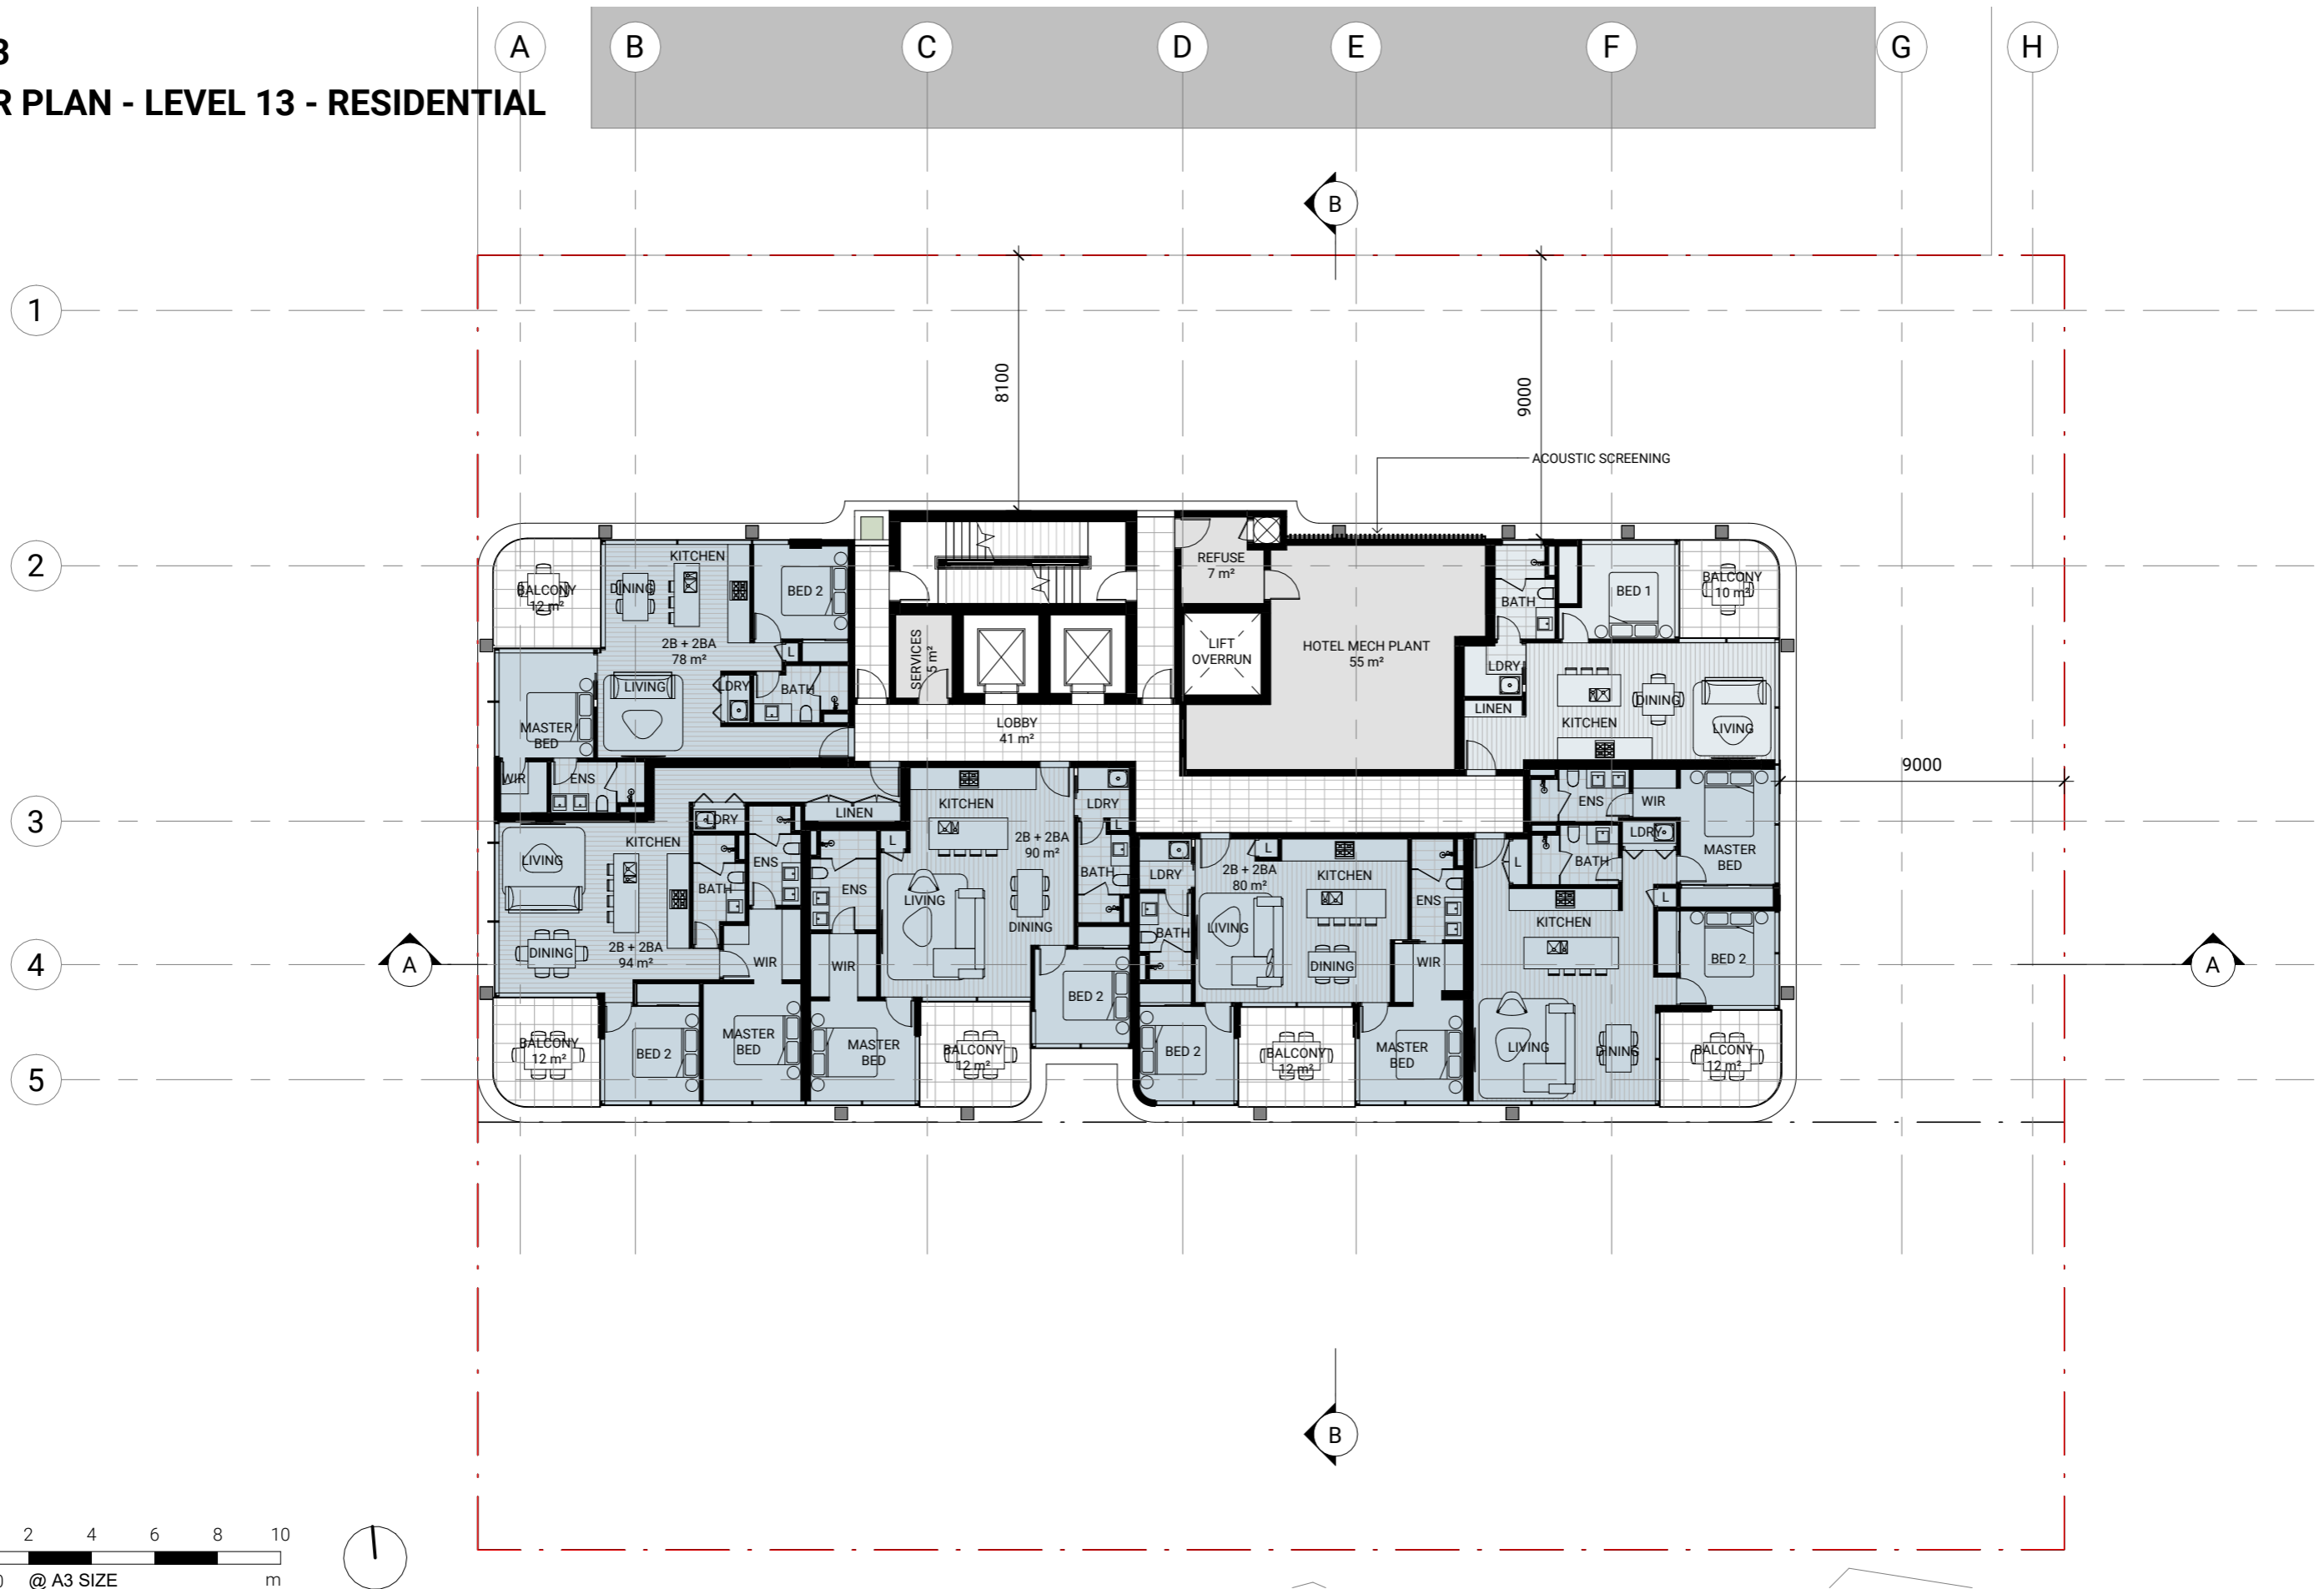 A B C D E F G H
3
R PLAN - LEVEL 13 - RESIDENTIAL
B
1
8100
9000
ACOUSTIC SCREENING
2
KITCHEN
BALCONY
12 m²
DINING
BED 2
2B + 2BA
78 m²
L
LIVING
LDRY
BATH
MASTER
BED
WIR
ENS
SERVICES
5 m²
REFUSE
7 m²
LIFT
OVERRUN
HOTEL MECH PLANT
55 m²
LOBBY
41 m²
BATH
BED 1
BALCONY
10 m²
LDRY
LINEN
KITCHEN
DINING
LIVING
9000
3
LINEN
LDRY
KITCHEN
LIVING
ENS
BATH
DINING
2B + 2BA
94 m²
WIR
BALCONY
12 m²
BED 2
MASTER
BED
KITCHEN
LDRY
L
L
2B + 2BA
90 m²
ENS
BATH
LIVING
DINING
WIR
BED 2
MASTER
BED
BALCONY
12 m²
L
2B + 2BA
80 m²
KITCHEN
LDRY
ENS
LIVING
BATH
DINING
WIR
BED 2
BALCONY
12 m²
MASTER
BED
ENS
WIR
LDRY
BATH
L
MASTER
BED
L
KITCHEN
BED 2
LIVING
DINING
BALCONY
12 m²
4
A
A
5
B
2 4 6 8 10
0 @ A3 SIZE m